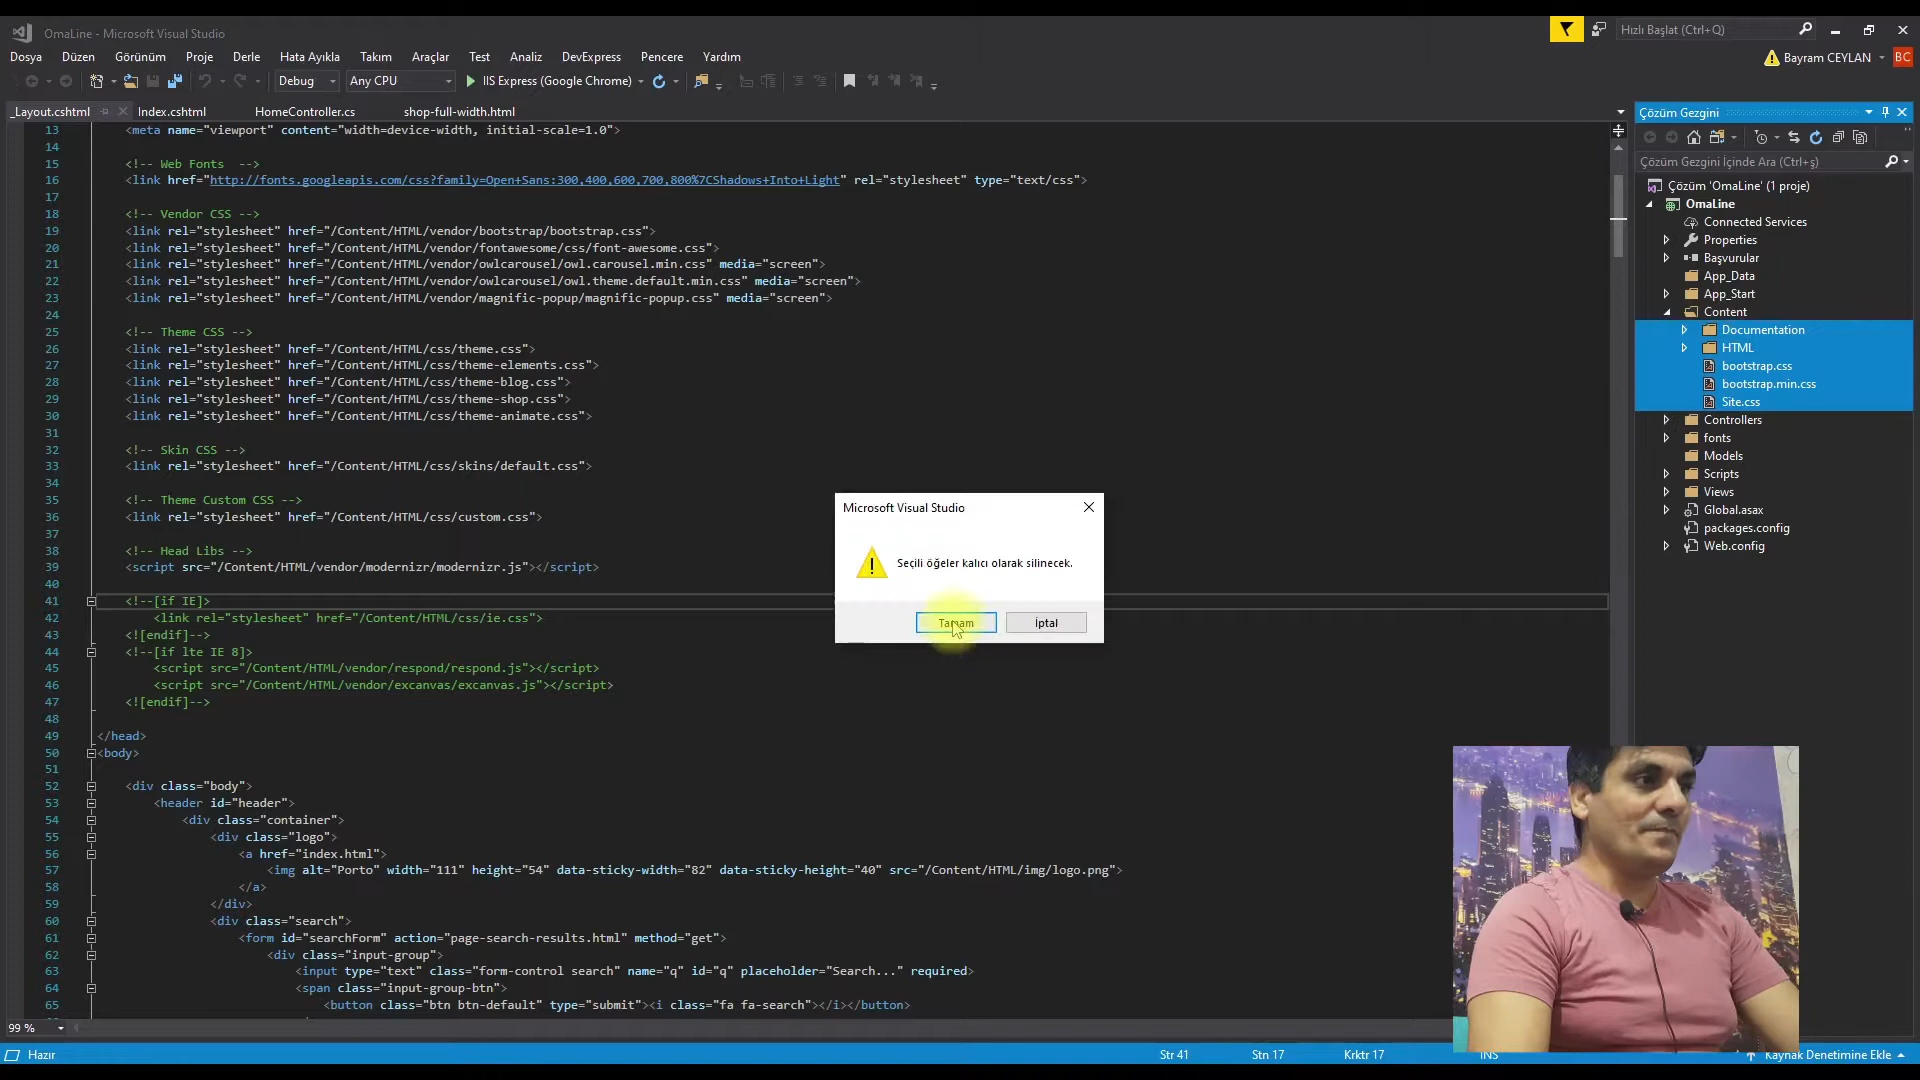 OmaLine - Microsoft Visual Studio
Hızlı Başlat (Ctrl+Q)
Dosya Düzen Görünüm Proje Derle Hata Ayıkla Takım Araçlar Test Analiz DevExpress Pencere Yardım
Bayram CEYLAN BC
Debug Any CPU IIS Express (Google Chrome)
_Layout.cshtml Index.cshtml HomeController.cs shop-full-width.html
13 <meta name="viewport" content="width=device-width, initial-scale=1.0">
14
15 <!-- Web Fonts -->
16 <link href="http://fonts.googleapis.com/css?family=Open+Sans:300,400,600,700,800%7CShadows+Into+Light" rel="stylesheet" type="text/css">
17
18 <!-- Vendor CSS -->
19 <link rel="stylesheet" href="/Content/HTML/vendor/bootstrap/bootstrap.css">
20 <link rel="stylesheet" href="/Content/HTML/vendor/fontawesome/css/font-awesome.css">
21 <link rel="stylesheet" href="/Content/HTML/vendor/owlcarousel/owl.carousel.min.css" media="screen">
22 <link rel="stylesheet" href="/Content/HTML/vendor/owlcarousel/owl.theme.default.min.css" media="screen">
23 <link rel="stylesheet" href="/Content/HTML/vendor/magnific-popup/magnific-popup.css" media="screen">
24
25 <!-- Theme CSS -->
26 <link rel="stylesheet" href="/Content/HTML/css/theme.css">
27 <link rel="stylesheet" href="/Content/HTML/css/theme-elements.css">
28 <link rel="stylesheet" href="/Content/HTML/css/theme-blog.css">
29 <link rel="stylesheet" href="/Content/HTML/css/theme-shop.css">
30 <link rel="stylesheet" href="/Content/HTML/css/theme-animate.css">
31
32 <!-- Skin CSS -->
33 <link rel="stylesheet" href="/Content/HTML/css/skins/default.css">
34
35 <!-- Theme Custom CSS -->
36 <link rel="stylesheet" href="/Content/HTML/css/custom.css">
37
38 <!-- Head Libs -->
39 <script src="/Content/HTML/vendor/modernizr/modernizr.js"></script>
40
41 <!--[if IE]>
42 <link rel="stylesheet" href="/Content/HTML/css/ie.css">
43 <![endif]-->
44 <!--[if lte IE 8]>
45 <script src="/Content/HTML/vendor/respond/respond.js"></script>
46 <script src="/Content/HTML/vendor/excanvas/excanvas.js"></script>
47 <![endif]-->
48
49 </head>
50 <body>
51
52 <div class="body">
53 <header id="header">
54 <div class="container">
55 <div class="logo">
56 <a href="index.html">
57 <img alt="Porto" width="111" height="54" data-sticky-width="82" data-sticky-height="40" src="/Content/HTML/img/logo.png">
58 </a>
59 </div>
60 <div class="search">
61 <form id="searchForm" action="page-search-results.html" method="get">
62 <div class="input-group">
63 <input type="text" class="form-control search" name="q" id="q" placeholder="Search..." required>
64 <span class="input-group-btn">
65 <button class="btn btn-default" type="submit"><i class="fa fa-search"></i></button>
99 %
Microsoft Visual Studio
Seçili öğeler kalıcı olarak silinecek.
Tamam İptal
Çözüm Gezgini
Çözüm Gezgini İçinde Ara (Ctrl+ş)
Çözüm 'OmaLine' (1 proje)
OmaLine
Connected Services
Properties
Başvurular
App_Data
App_Start
Content
Documentation
HTML
bootstrap.css
bootstrap.min.css
Site.css
Controllers
fonts
Models
Scripts
Views
Global.asax
packages.config
Web.config
Hazır Str 41 Stn 17 Krktr 17 INS Kaynak Denetimine Ekle